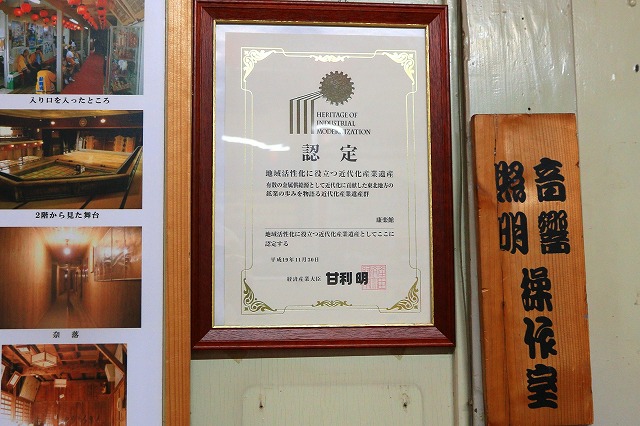 入り口を入ったところ
2階から見た舞台
奈落
HERITAGE OF
INDUSTRIAL
MODERNIZATION
認定
地域活性化に役立つ近代化産業遺産
有数の金属供給源として近代化に貢献した東北地方の
鉱業の歩みを物語る近代化産業遺産群
康楽館
地域活性化に役立つ近代化産業遺産としてここに
認定する
平成19年11月30日
経済産業大臣 甘利明
音響
照明
操作室